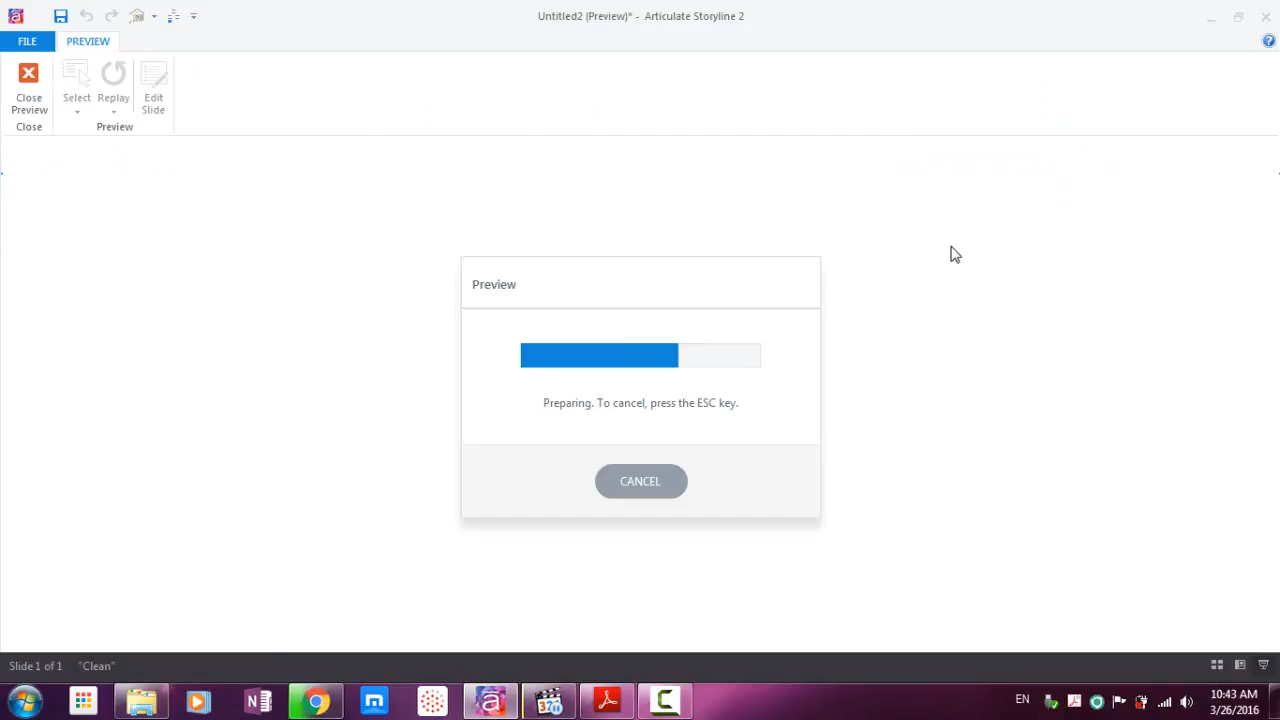 Untitled2 (Preview)* - Articulate Storyline 2
FILE
PREVIEW
Close Preview
Select
Replay
Edit Slide
Close
Preview
Preview
Preparing. To cancel, press the ESC key.
CANCEL
Slide 1 of 1
"Clean"
EN
10:43 AM
3/26/2016